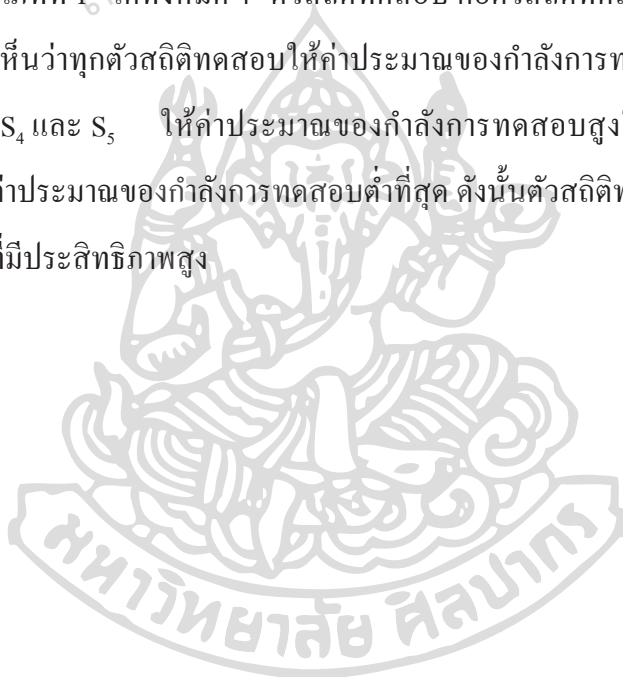 เห็นว่าทุกตัวสถิติทดสอบให้ค่าประมาณของกำลังการท
S₄ และ S₅ ให้ค่าประมาณของกำลังการทดสอบสูง
ค่าประมาณของกำลังการทดสอบต่ำที่สุด ดังนั้นตัวสถิติท
ที่มีประสิทธิภาพสูง
มหาวิทยาลัย ศิลปากร